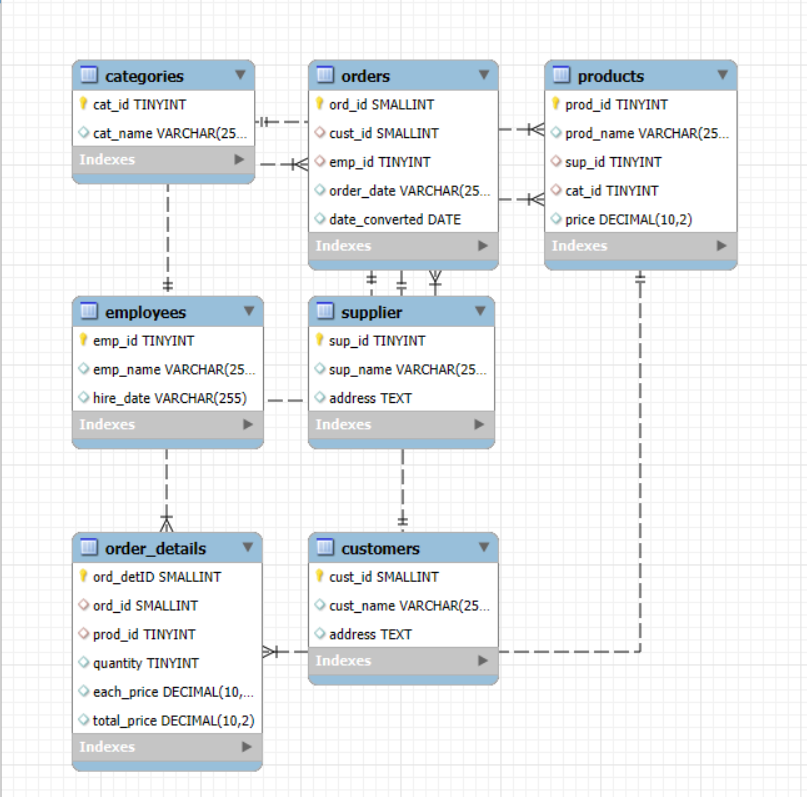 categories
cat_id TINYINT
cat_name VARCHAR(25...
Indexes
orders
ord_id SMALLINT
cust_id SMALLINT
emp_id TINYINT
order_date VARCHAR(25...
date_converted DATE
Indexes
products
prod_id TINYINT
prod_name VARCHAR(25...
sup_id TINYINT
cat_id TINYINT
price DECIMAL(10,2)
Indexes
employees
emp_id TINYINT
emp_name VARCHAR(25...
hire_date VARCHAR(255)
Indexes
supplier
sup_id TINYINT
sup_name VARCHAR(25...
address TEXT
Indexes
order_details
ord_detID SMALLINT
ord_id SMALLINT
prod_id TINYINT
quantity TINYINT
each_price DECIMAL(10,...
total_price DECIMAL(10,2)
Indexes
customers
cust_id SMALLINT
cust_name VARCHAR(25...
address TEXT
Indexes